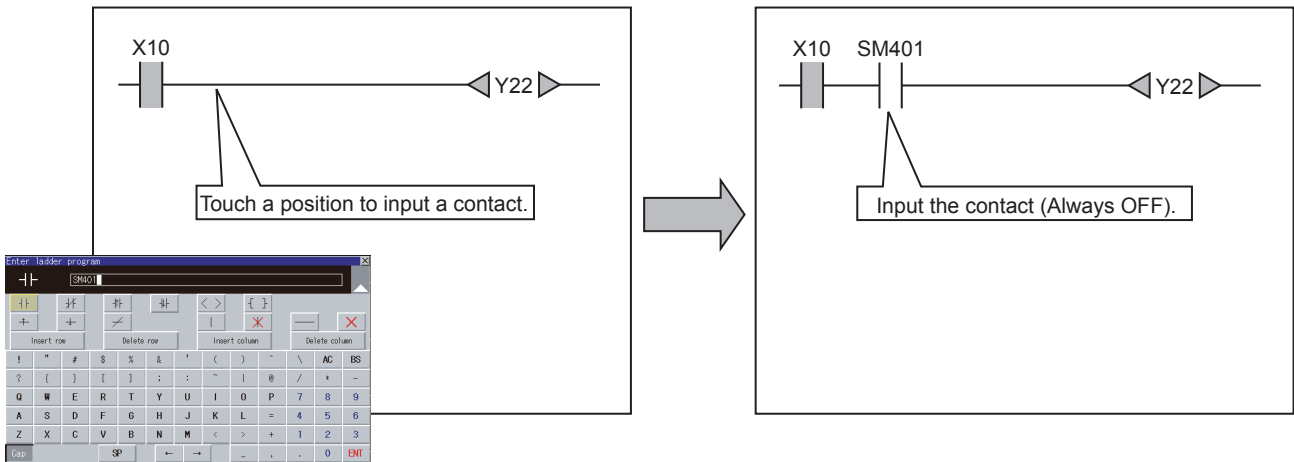 X10
Y22
Touch a position to input a contact.
Enter ladder program
SM401
< > { }
Insert row Delete row Insert column Delete column
! " # $ % & ' ( ) ^ \ AC BS
? { } [ ] ; : ~ | @ / * -
Q W E R T Y U I O P 7 8 9
A S D F G H J K L = 4 5 6
Z X C V B N M < > + 1 2 3
Cap SP ← → _ , . 0 ENT
X10 SM401
Y22
Input the contact (Always OFF).